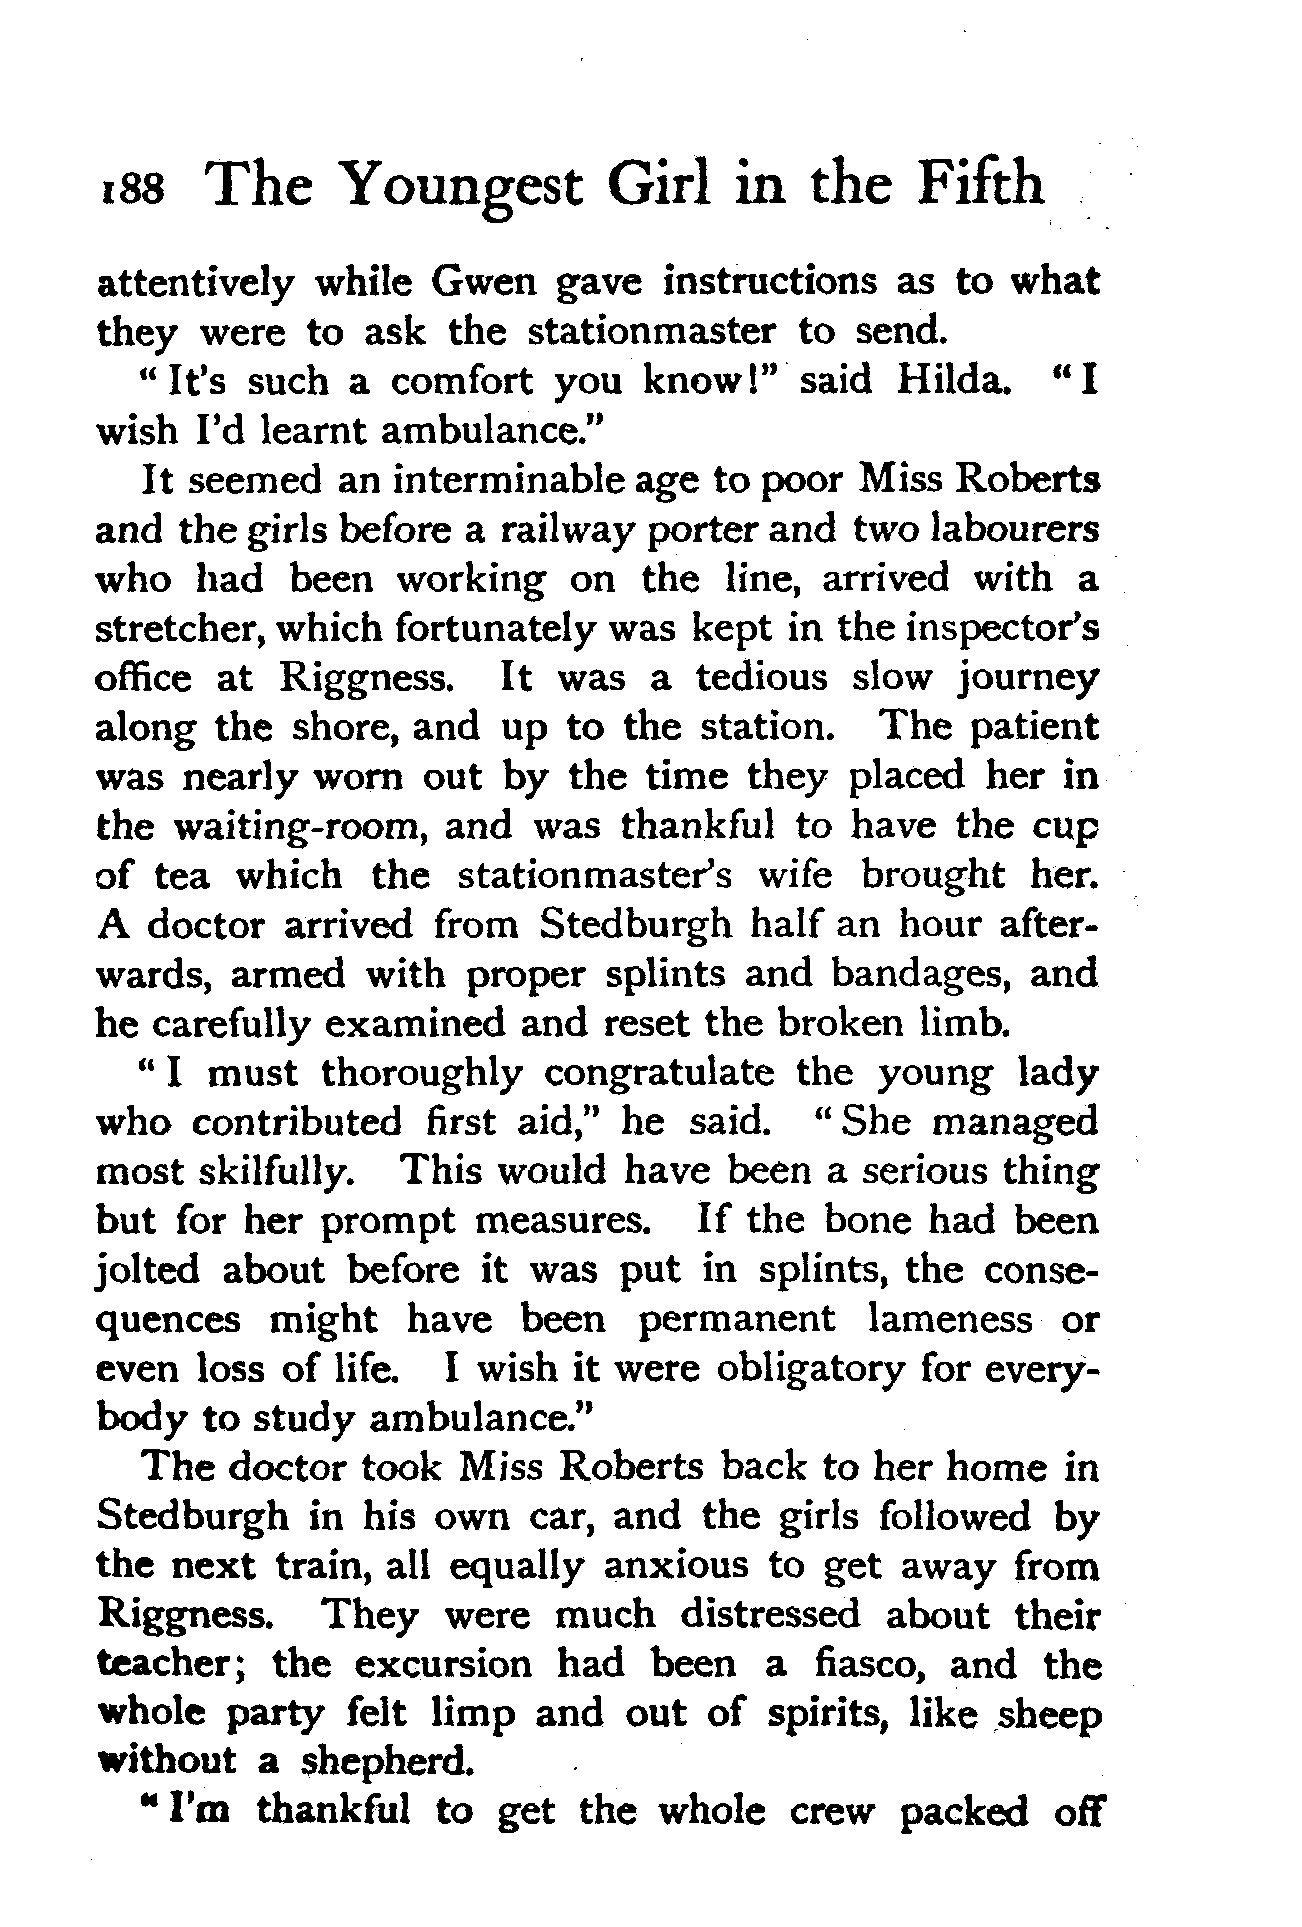 188 The Youngest Girl in the Fifth
attentively while Gwen gave instructions as to what
they were to ask the stationmaster to send.
“It's such a comfort you know!” said Hilda. “I
wish I'd learnt ambulance.”
It seemed an interminable age to poor Miss Roberts
and the girls before a railway porter and two labourers
who had been working on the line, arrived with a
stretcher, which fortunately was kept in the inspector's
office at Riggness. It was a tedious slow journey
along the shore, and up to the station. The patient
was nearly worn out by the time they placed her in
the waiting-room, and was thankful to have the cup
of tea which the stationmaster's wife brought her.
A doctor arrived from Stedburgh half an hour after-
wards, armed with proper splints and bandages, and
he carefully examined and reset the broken limb.
“I must thoroughly congratulate the young lady
who contributed first aid,” he said. “She managed
most skilfully. This would have been a serious thing
but for her prompt measures. If the bone had been
jolted about before it was put in splints, the conse-
quences might have been permanent lameness or
even loss of life. I wish it were obligatory for every-
body to study ambulance.”
The doctor took Miss Roberts back to her home in
Stedburgh in his own car, and the girls followed by
the next train, all equally anxious to get away from
Riggness. They were much distressed about their
teacher; the excursion had been a fiasco, and the
whole party felt limp and out of spirits, like sheep
without a shepherd.
“I'm thankful to get the whole crew packed off